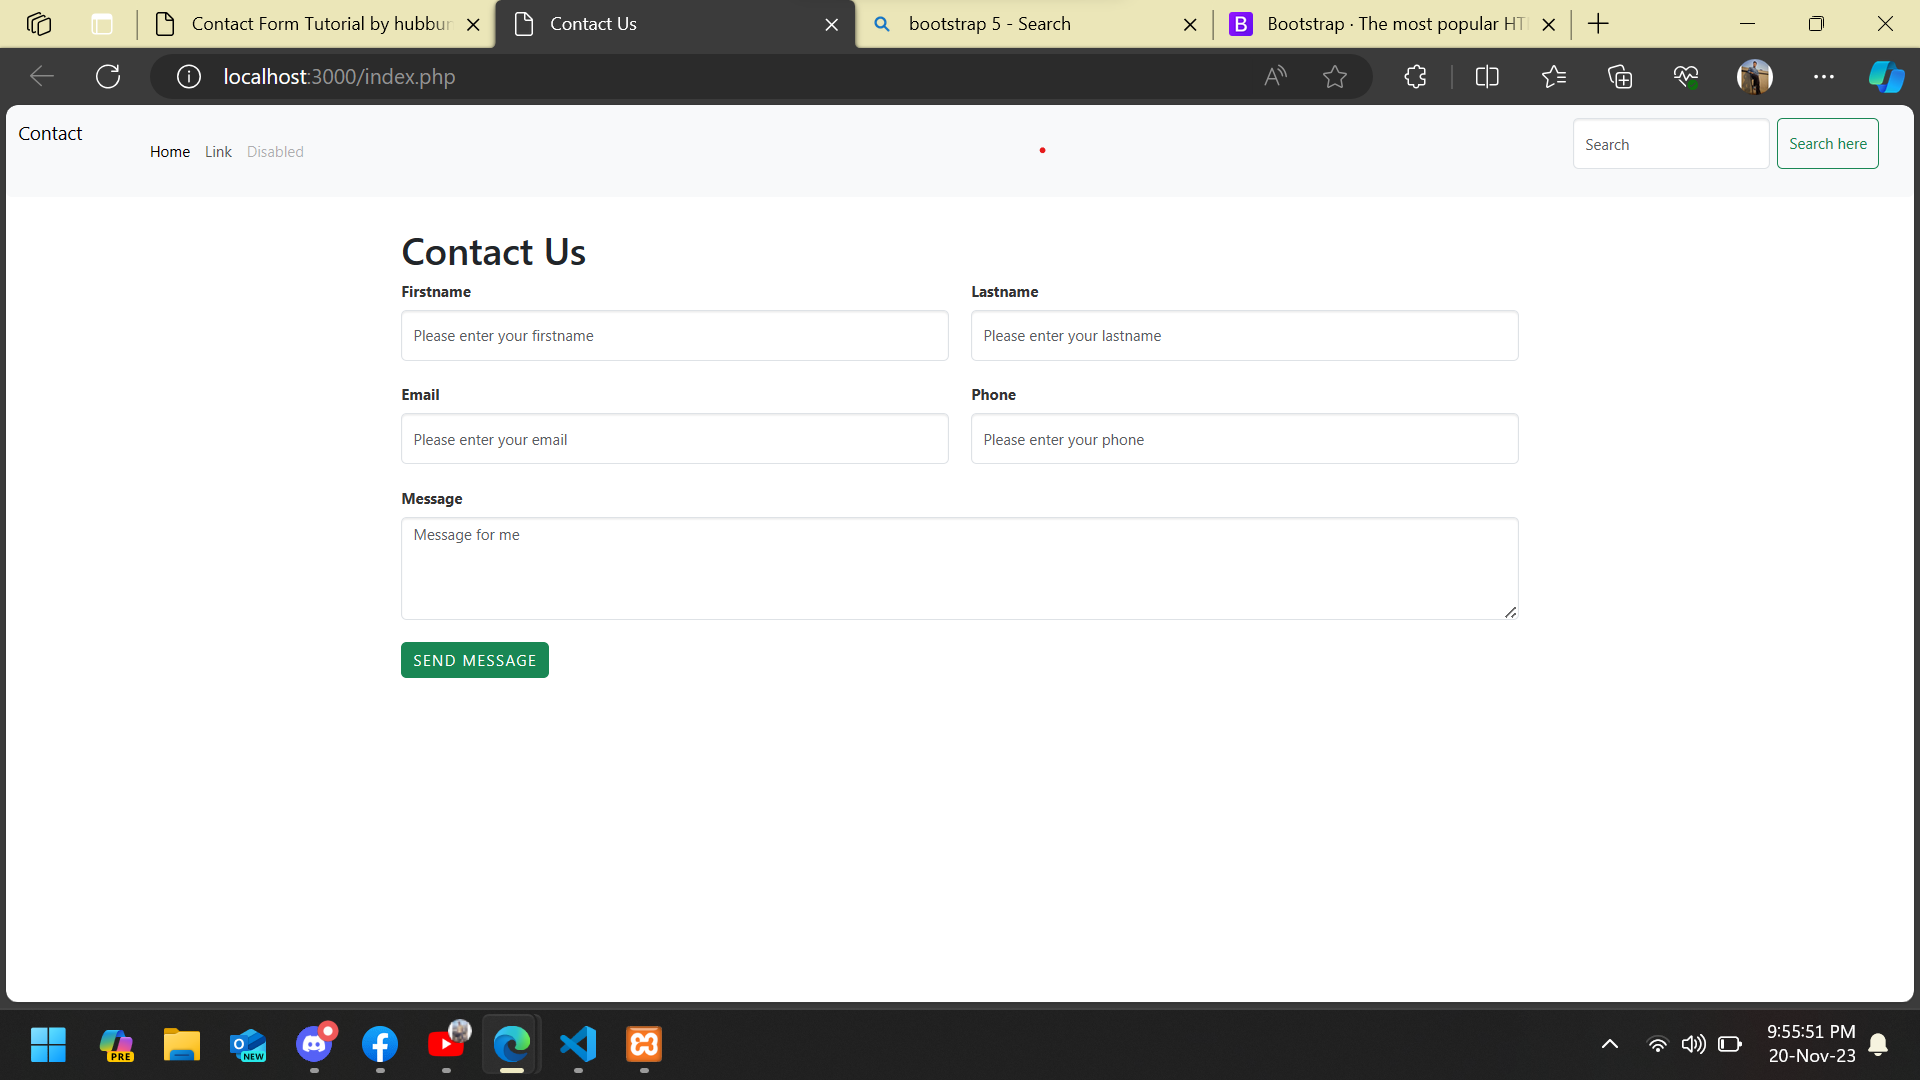 Contact Form Tutorial by hubbur
Contact Us
bootstrap 5 - Search
Bootstrap · The most popular HT
localhost:3000/index.php
Contact
Home
Link
Disabled
Search
Search here
Contact Us
Firstname
Lastname
Please enter your firstname
Please enter your lastname
Email
Phone
Please enter your email
Please enter your phone
Message
Message for me
SEND MESSAGE
PRE
NEW
9:55:51 PM
20-Nov-23